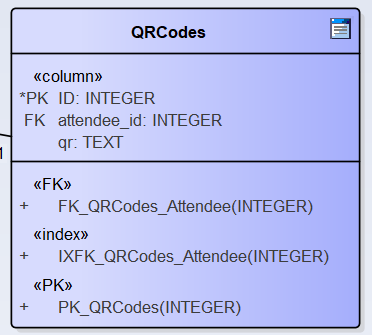 QRCodes
«column»
*PK ID: INTEGER
FK attendee_id: INTEGER
qr: TEXT
1
«FK»
+ FK_QRCodes_Attendee(INTEGER)
«index»
+ IXFK_QRCodes_Attendee(INTEGER)
«PK»
+ PK_QRCodes(INTEGER)